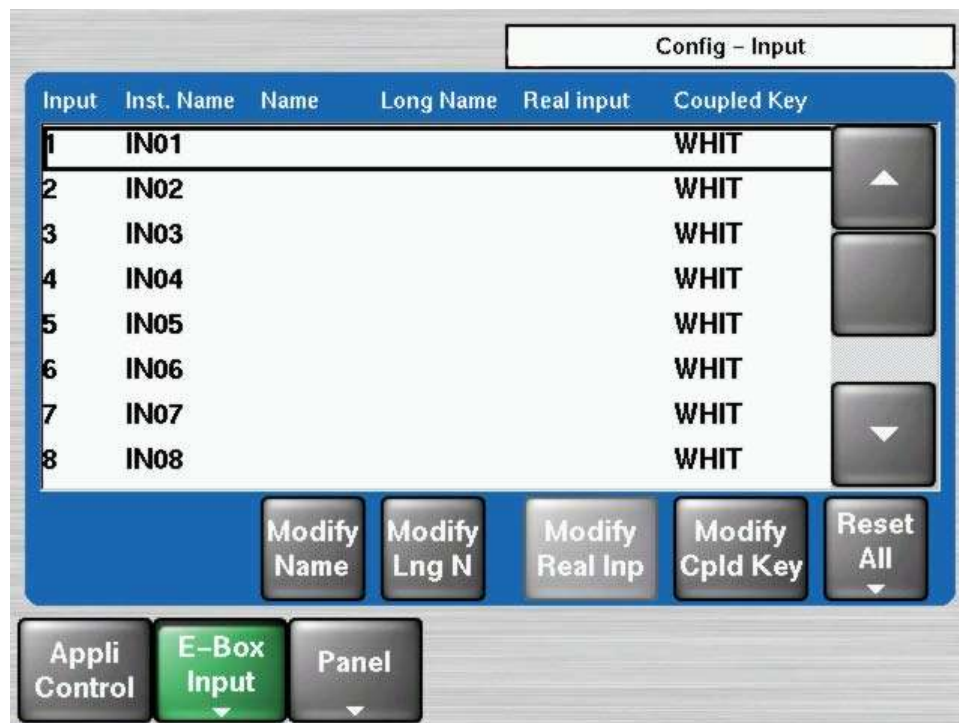 Config – Input
Input Inst. Name Name Long Name Real input Coupled Key
1 IN01 WHIT
2 IN02 WHIT
3 IN03 WHIT
4 IN04 WHIT
5 IN05 WHIT
6 IN06 WHIT
7 IN07 WHIT
8 IN08 WHIT
Modify Name
Modify Lng N
Modify Real Inp
Modify Cpld Key
Reset All
Appli Control
E–Box Input
Panel